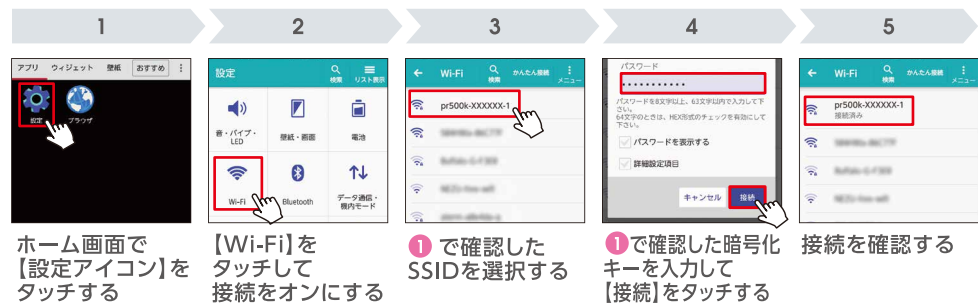 1
2
3
4
5
アプリ ウィジェット 壁紙 おすすめ
設定
ブラウザ
ホーム画面で
【設定アイコン】を
タッチする
設定
検索 リスト表示
音・バイブ・
LED
壁紙・画面
電池
Wi-Fi
Bluetooth
データ通信・
機内モード
【Wi-Fi】を
タッチして
接続をオンにする
Wi-Fi
検索 かんたん接続 メニュー
pr500k-XXXXXX-1
1 で確認した
SSIDを選択する
パスワード
•••••••••••
パスワードを8文字以上、63文字以内で入力して下
さい。
64文字のときは、HEX形式のチェックを有効にして
下さい。
パスワードを表示する
詳細設定項目
キャンセル 接続
1で確認した暗号化
キーを入力して
【接続】をタッチする
Wi-Fi
検索 かんたん接続 メニュー
pr500k-XXXXXX-1
接続済み
接続を確認する